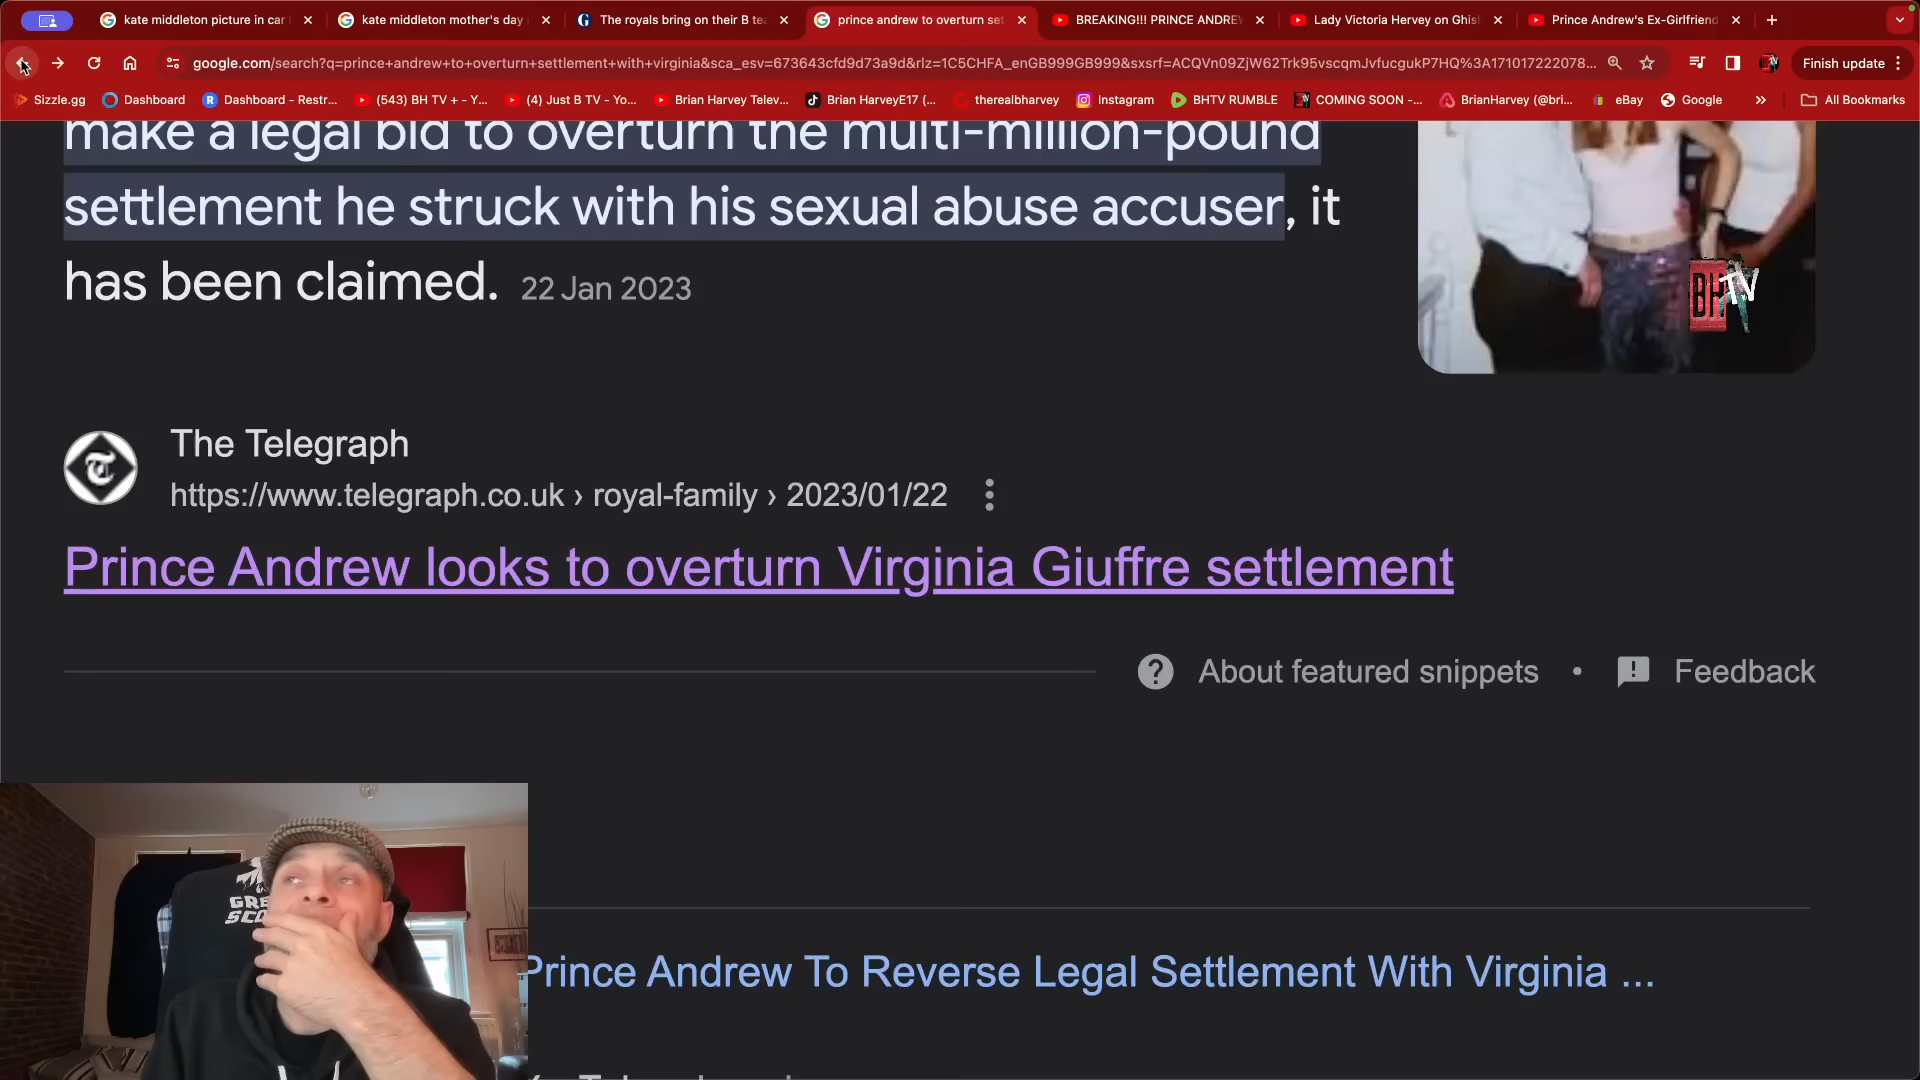 kate middleton picture in car
kate middleton mother's day
The royals bring on their B te
prince andrew to overturn set
BREAKING!!! PRINCE ANDRE
Lady Victoria Hervey on Ghis
Prince Andrew's Ex-Girlfriend
google.com/search?q=prince+andrew+to+overturn+settlement+with+virginia&sca_esv=673643cfd9d73a9d&rlz=1C5CHFA_enGB999GB999&sxsrf=ACQVn09ZjW62Trk95vscqmJvfucgukP7HQ%3A171017222078...
Finish update
Sizzle.gg
Dashboard
Dashboard - Restr...
(543) BH TV + - Y...
(4) Just B TV - Yo...
Brian Harvey Telev...
Brian HarveyE17 (...
therealbharvey
Instagram
BHTV RUMBLE
COMING SOON -...
BrianHarvey (@bri...
eBay
Google
All Bookmarks
make a legal bid to overturn the multi-million-pound
settlement he struck with his sexual abuse accuser, it
has been claimed. 22 Jan 2023
BHTV
The Telegraph
https://www.telegraph.co.uk › royal-family › 2023/01/22
Prince Andrew looks to overturn Virginia Giuffre settlement
About featured snippets • Feedback
Prince Andrew To Reverse Legal Settlement With Virginia ...